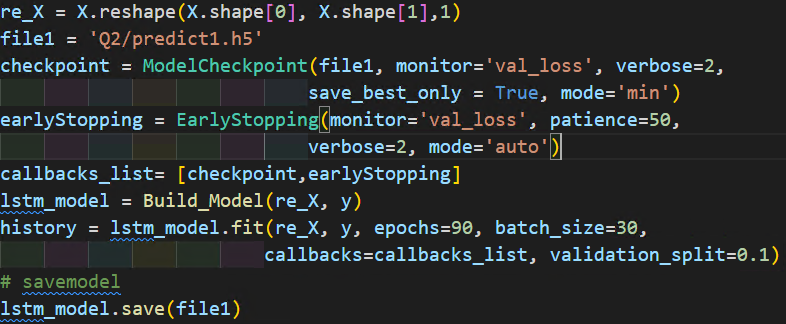 re_X = X.reshape(X.shape[0], X.shape[1],1)
file1 = 'Q2/predict1.h5'
checkpoint = ModelCheckpoint(file1, monitor='val_loss', verbose=2,
save_best_only = True, mode='min')
earlyStopping = EarlyStopping(monitor='val_loss', patience=50,
verbose=2, mode='auto')
callbacks_list= [checkpoint,earlyStopping]
lstm_model = Build_Model(re_X, y)
history = lstm_model.fit(re_X, y, epochs=90, batch_size=30,
callbacks=callbacks_list, validation_split=0.1)
# savemodel
lstm_model.save(file1)